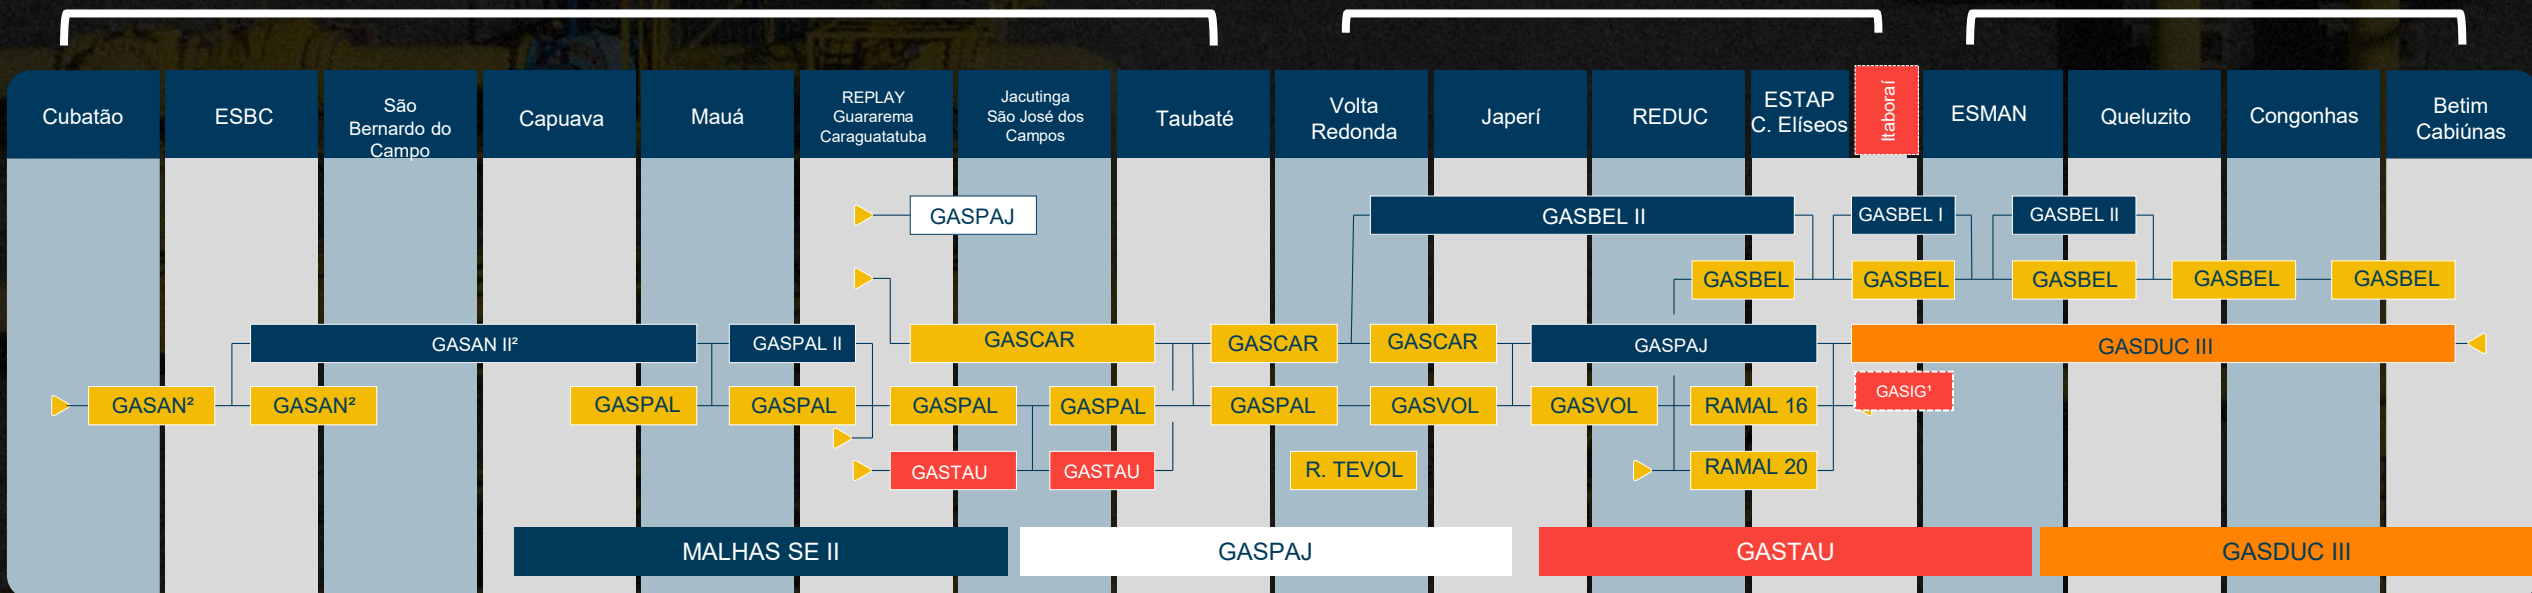 Cubatão
ESBC
São
Bernardo do
Campo
Capuava
Mauá
REPLAY
Guararema
Caraguatatuba
Jacutinga
São José dos
Campos
Taubaté
Volta
Redonda
Japerí
REDUC
ESTAP
C. Elíseos
Itaboraí
ESMAN
Queluzito
Congonhas
Betim
Cabiúnas
GASPAJ
GASBEL II
GASBEL I
GASBEL II
GASBEL
GASBEL
GASBEL
GASBEL
GASBEL
GASAN II²
GASPAL II
GASCAR
GASCAR
GASCAR
GASPAJ
GASDUC III
GASAN²
GASAN²
GASPAL
GASPAL
GASPAL
GASPAL
GASPAL
GASVOL
GASVOL
RAMAL 16
GASIG¹
GASTAU
GASTAU
R. TEVOL
RAMAL 20
MALHAS SE II
GASPAJ
GASTAU
GASDUC III